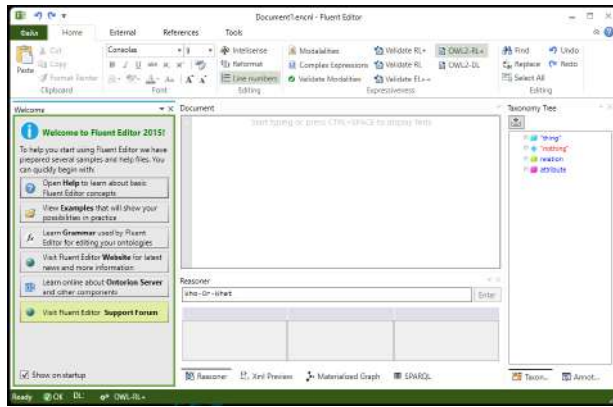 Document1.encnl - Fluent Editor
Home External References Tools
Paste
Cut
Copy
Format Painter
Clipboard
Consolas
Font
Intelisense
Reformat
Line numbers
Editing
Modalalities
Complex Expressions
Validate Modalities
Validate RL+
Validate RL
Validate EL++
OWL2-RL+
OWL2-DL
Expressiveness
Find
Replace
Select All
Undo
Redo
Editing
Welcome
Welcome to Fluent Editor 2015!
To help you start using Fluent Editor we have
prepared several samples and help files. You
can quickly begin with:
Open Help to learn about basic
Fluent Editor concepts
View Examples that will show your
possibilities in practice
Learn Grammar used by Fluent
Editor for editing your ontologies
Visit Fluent Editor Website for latest
news and more information
Learn online about Ontorion Server
and other components
Visit Fluent Editor Support Forum
Show on startup
Document
Start typing or press CTRL+SPACE to display hints
Reasoner
Who-Or-What
Enter
Reasoner Xml Preview Materialized Graph SPARQL
Taxonomy Tree
"thing"
"nothing"
relation
attribute
Taxon... Annot...
Ready OK DL: OWL-RL+